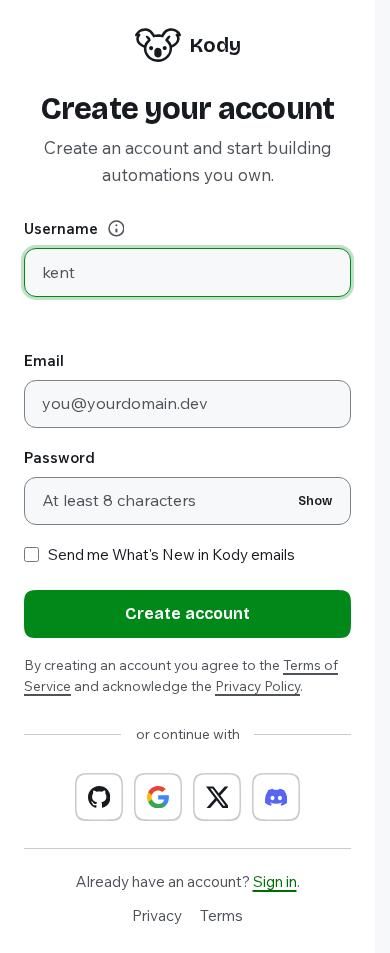 Kody
Create your account
Create an account and start building
automations you own.
Username
kent
Email
you@yourdomain.dev
Password
At least 8 characters
Show
Send me What's New in Kody emails
Create account
By creating an account you agree to the Terms of
Service and acknowledge the Privacy Policy.
or continue with
Already have an account? Sign in.
Privacy Terms